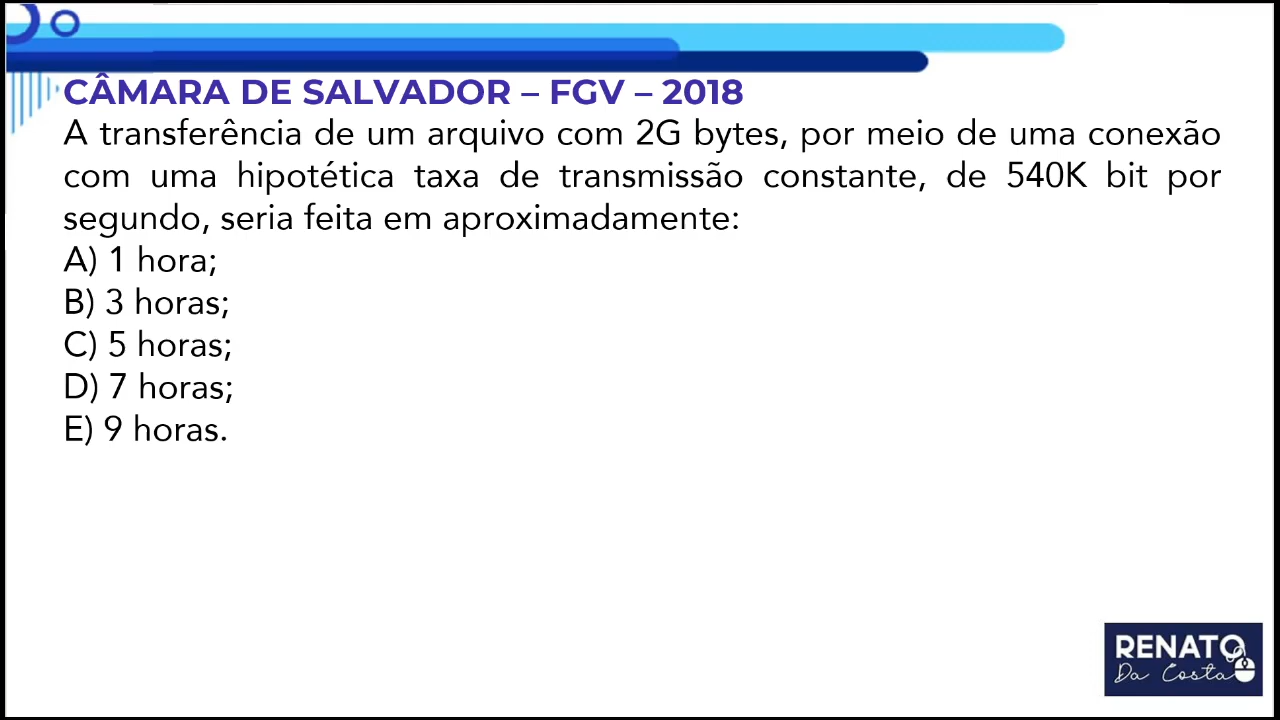 CÂMARA DE SALVADOR – FGV – 2018
A transferência de um arquivo com 2G bytes, por meio de uma conexão
com uma hipotética taxa de transmissão constante, de 540K bit por
segundo, seria feita em aproximadamente:
A) 1 hora;
B) 3 horas;
C) 5 horas;
D) 7 horas;
E) 9 horas.
RENATO
Da Costa